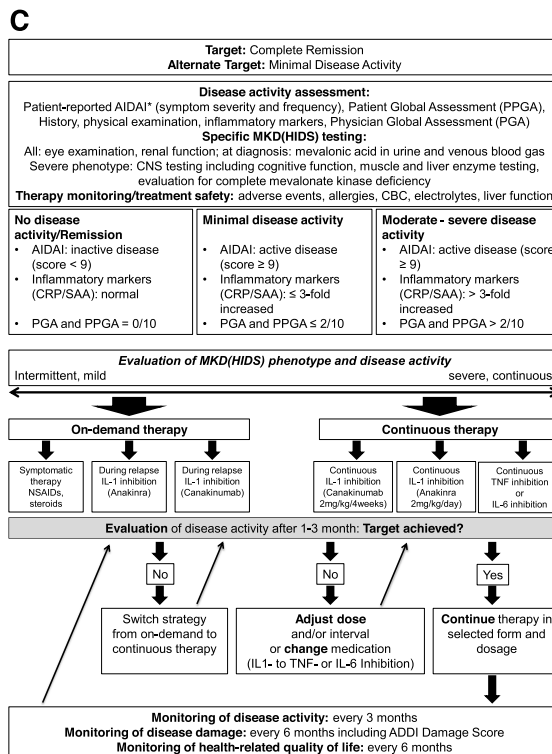 C
Target: Complete Remission
Alternate Target: Minimal Disease Activity
Disease activity assessment:
Patient-reported AIDAI* (symptom severity and frequency), Patient Global Assessment (PPGA),
History, physical examination, inflammatory markers, Physician Global Assessment (PGA)
Specific MKD(HIDS) testing:
All: eye examination, renal function; at diagnosis: mevalonic acid in urine and venous blood gas
Severe phenotype: CNS testing including cognitive function, muscle and liver enzyme testing,
evaluation for complete mevalonate kinase deficiency
Therapy monitoring/treatment safety: adverse events, allergies, CBC, electrolytes, liver function
No disease
activity/Remission
• AIDAI: inactive disease
(score < 9)
• Inflammatory markers
(CRP/SAA): normal
• PGA and PPGA = 0/10
Minimal disease activity
• AIDAI: active disease
(score ≥ 9)
• Inflammatory markers
(CRP/SAA): ≤ 3-fold
increased
• PGA and PPGA ≤ 2/10
Moderate - severe disease
activity
• AIDAI: active disease (score
≥ 9)
• Inflammatory markers
(CRP/SAA): > 3-fold
increased
• PGA and PPGA > 2/10
Evaluation of MKD(HIDS) phenotype and disease activity
Intermittent, mild
severe, continuous
On-demand therapy
Continuous therapy
Symptomatic
therapy
NSAIDs,
steroids
During relapse
IL-1 inhibition
(Anakinra)
During relapse
IL-1 inhibition
(Canakinumab)
Continuous
IL-1 inhibition
(Canakinumab
2mg/kg/4weeks)
Continuous
IL-1 inhibition
(Anakinra
2mg/kg/day)
Continuous
TNF inhibition
or
IL-6 inhibition
Evaluation of disease activity after 1-3 month: Target achieved?
No
No
Yes
Switch strategy
from on-demand to
continuous therapy
Adjust dose
and/or interval
or change medication
(IL1- to TNF- or IL-6 Inhibition)
Continue therapy in
selected form and
dosage
Monitoring of disease activity: every 3 months
Monitoring of disease damage: every 6 months including ADDI Damage Score
Monitoring of health-related quality of life: every 6 months